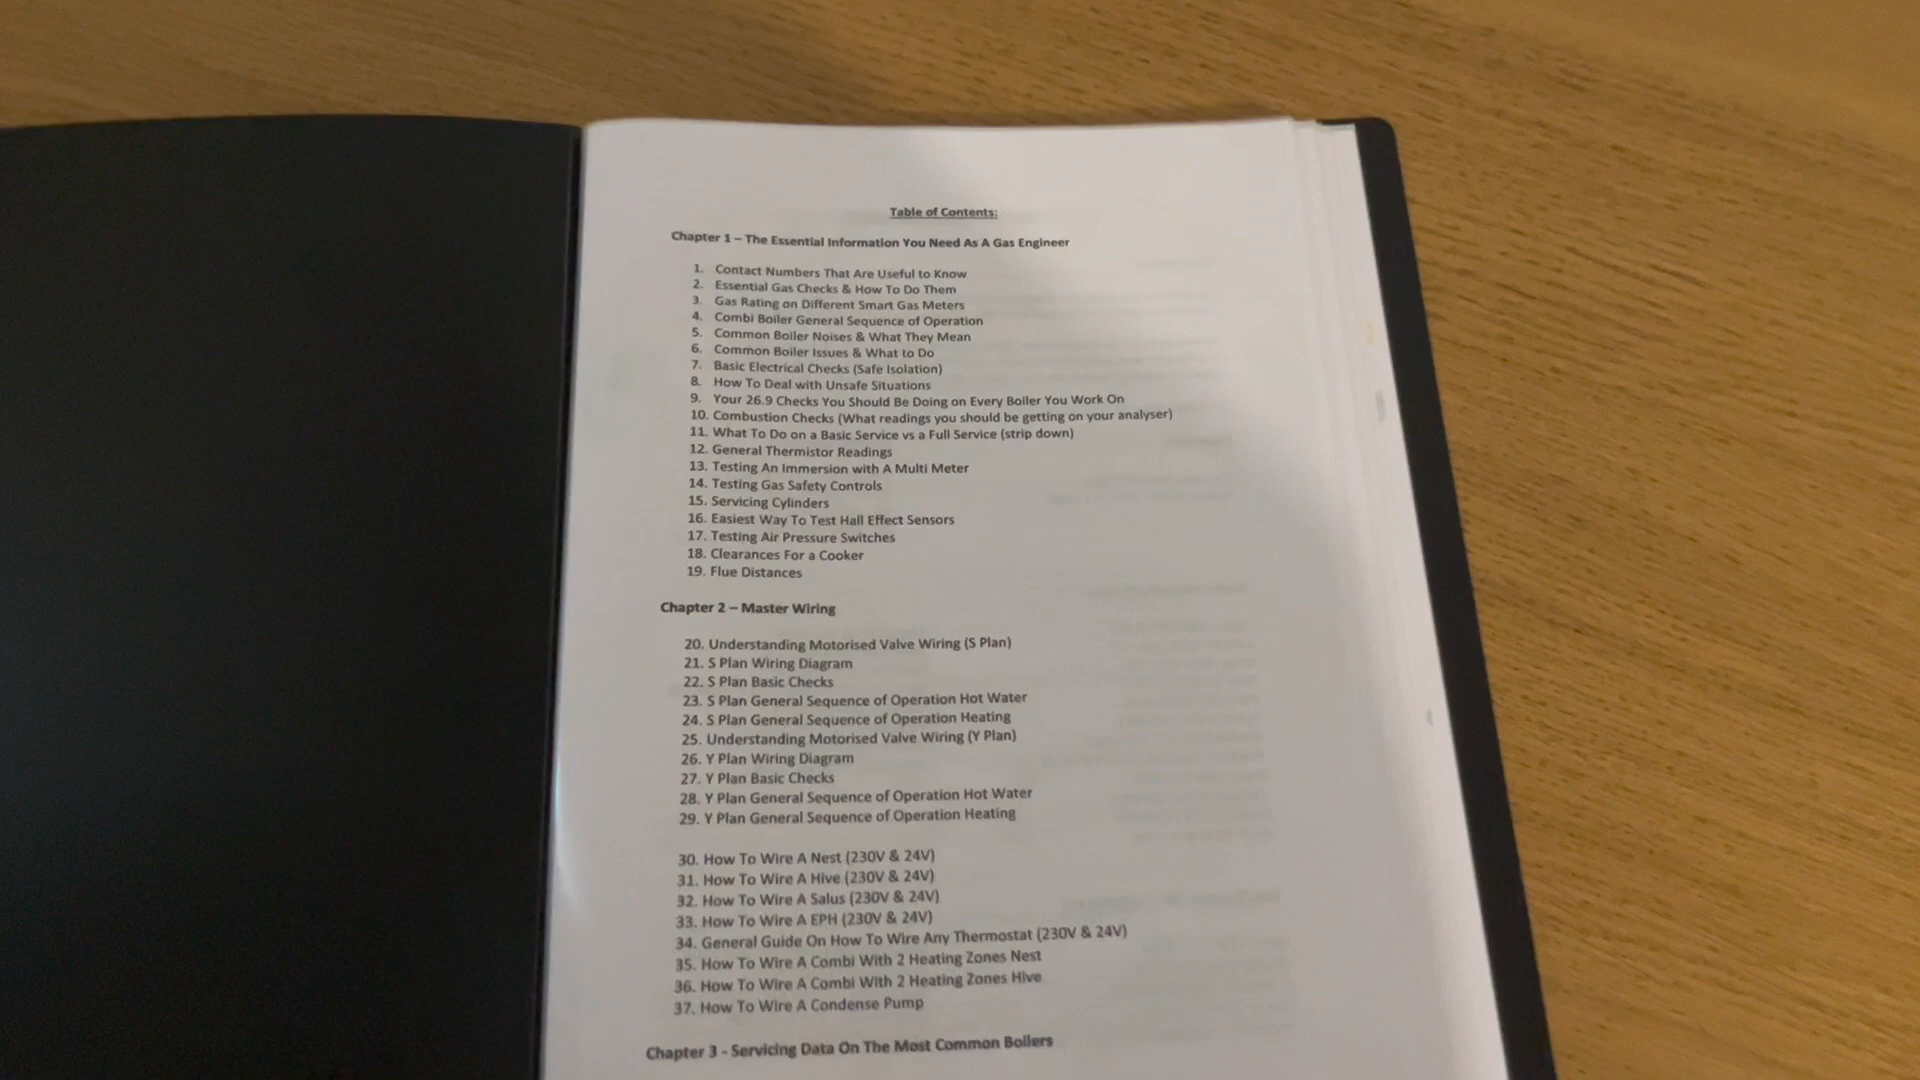 Table of Contents:
Chapter 1 – The Essential Information You Need As A Gas Engineer
1. Contact Numbers That Are Useful to Know
2. Essential Gas Checks & How To Do Them
3. Gas Rating on Different Smart Gas Meters
4. Combi Boiler General Sequence of Operation
5. Common Boiler Noises & What They Mean
6. Common Boiler Issues & What to Do
7. Basic Electrical Checks (Safe Isolation)
8. How To Deal with Unsafe Situations
9. Your 26.9 Checks You Should Be Doing on Every Boiler You Work On
10. Combustion Checks (What readings you should be getting on your analyser)
11. What To Do on a Basic Service vs a Full Service (strip down)
12. General Thermistor Readings
13. Testing An Immersion with A Multi Meter
14. Testing Gas Safety Controls
15. Servicing Cylinders
16. Easiest Way To Test Hall Effect Sensors
17. Testing Air Pressure Switches
18. Clearances For a Cooker
19. Flue Distances
Chapter 2 – Master Wiring
20. Understanding Motorised Valve Wiring (S Plan)
21. S Plan Wiring Diagram
22. S Plan Basic Checks
23. S Plan General Sequence of Operation Hot Water
24. S Plan General Sequence of Operation Heating
25. Understanding Motorised Valve Wiring (Y Plan)
26. Y Plan Wiring Diagram
27. Y Plan Basic Checks
28. Y Plan General Sequence of Operation Hot Water
29. Y Plan General Sequence of Operation Heating
30. How To Wire A Nest (230V & 24V)
31. How To Wire A Hive (230V & 24V)
32. How To Wire A Salus (230V & 24V)
33. How To Wire A EPH (230V & 24V)
34. General Guide On How To Wire Any Thermostat (230V & 24V)
35. How To Wire A Combi With 2 Heating Zones Nest
36. How To Wire A Combi With 2 Heating Zones Hive
37. How To Wire A Condense Pump
Chapter 3 - Servicing Data On The Most Common Boilers